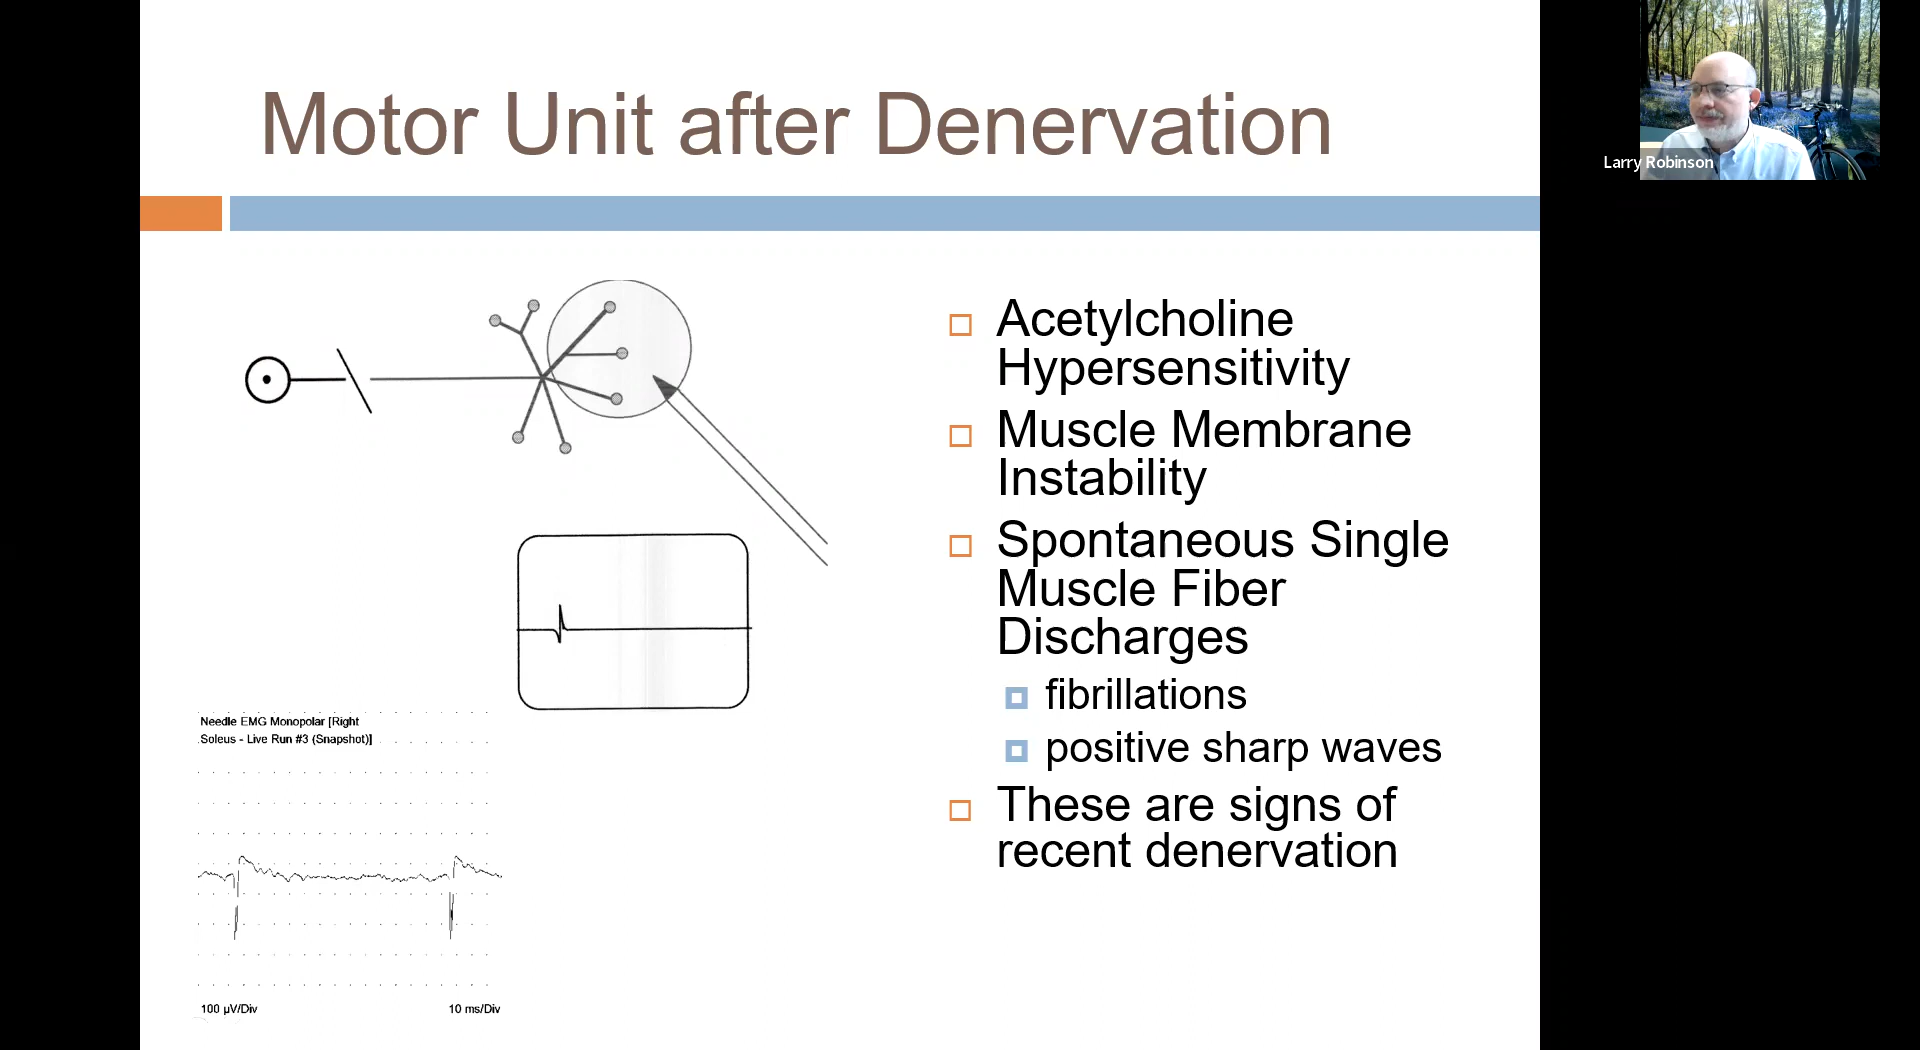 Motor Unit after Denervation
Larry Robinson
Acetylcholine
Hypersensitivity
Muscle Membrane
Instability
Spontaneous Single
Muscle Fiber
Discharges
fibrillations
positive sharp waves
These are signs of
recent denervation
Needle EMG Monopolar [Right
Soleus - Live Run #3 (Snapshot)]
100 µV/Div
10 ms/Div